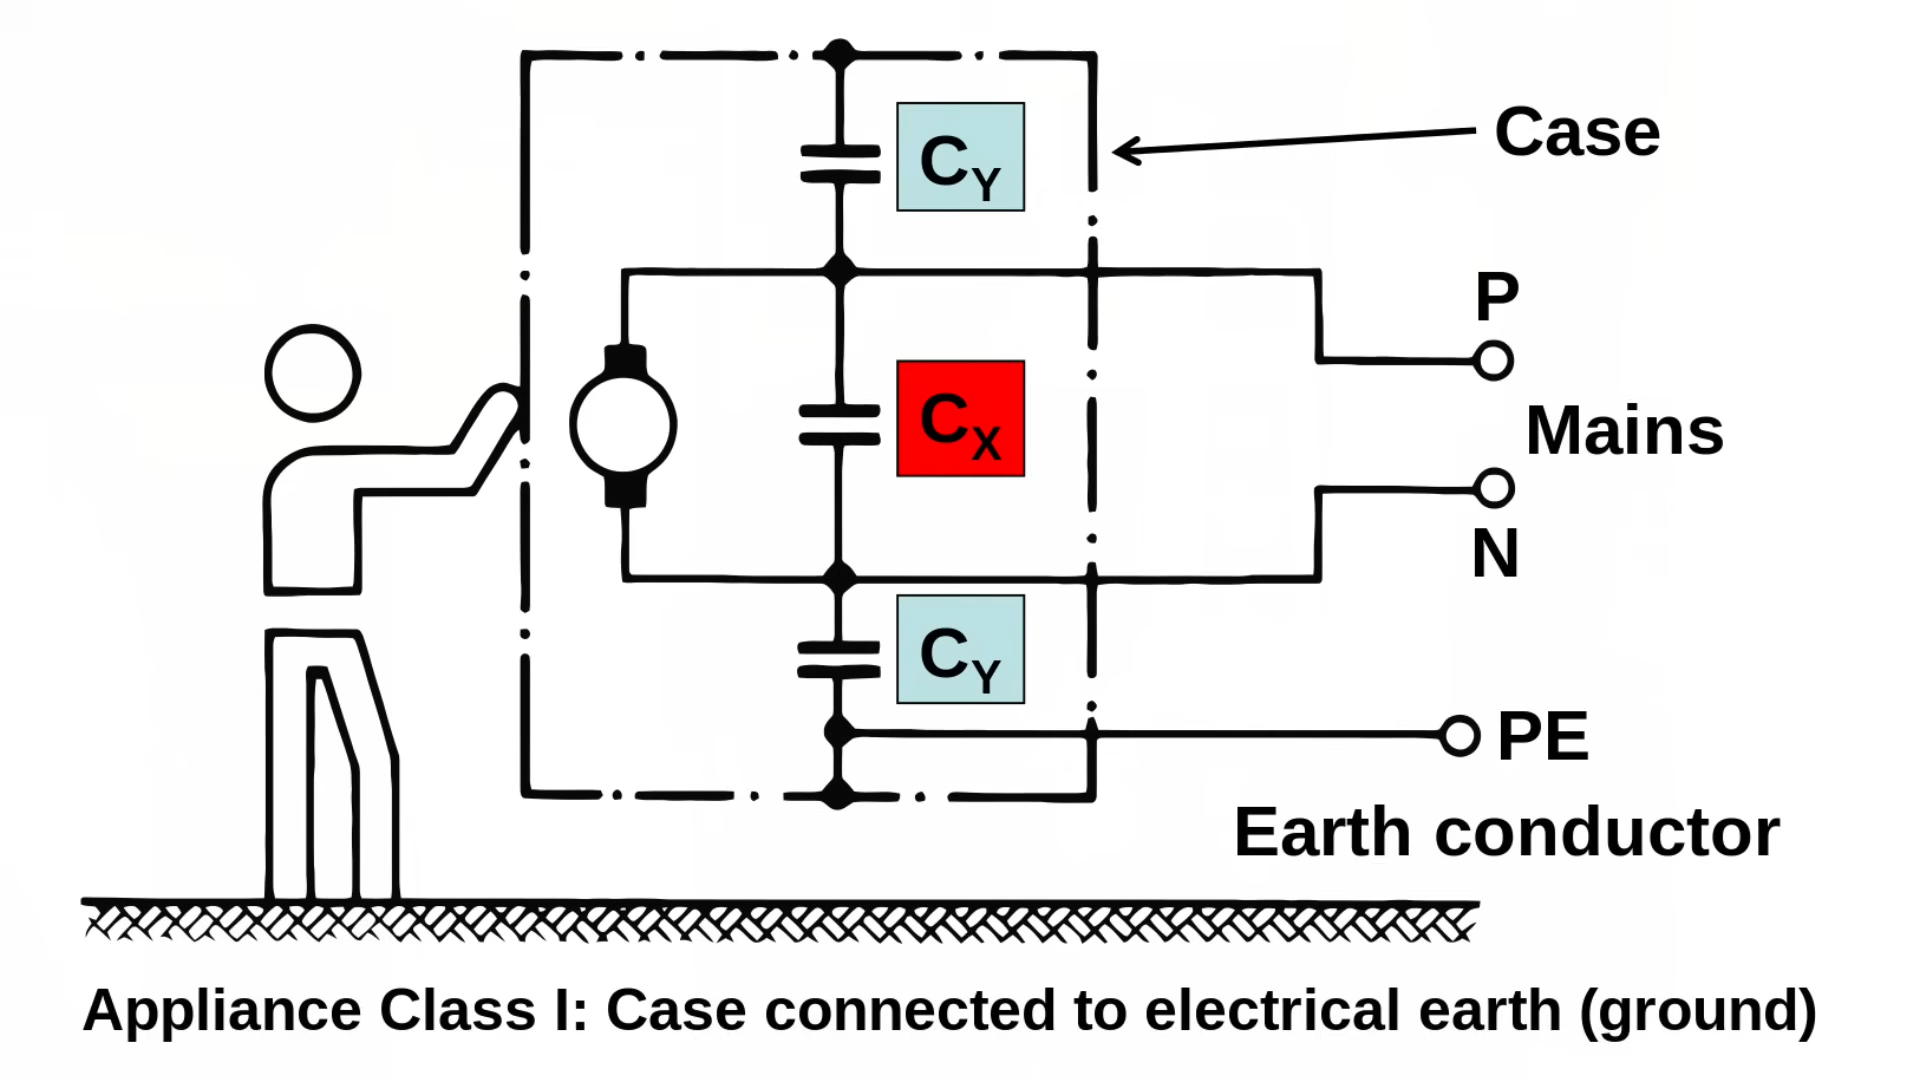 CY
Case
P
CX
Mains
N
CY
PE
Earth conductor
Appliance Class I: Case connected to electrical earth (ground)